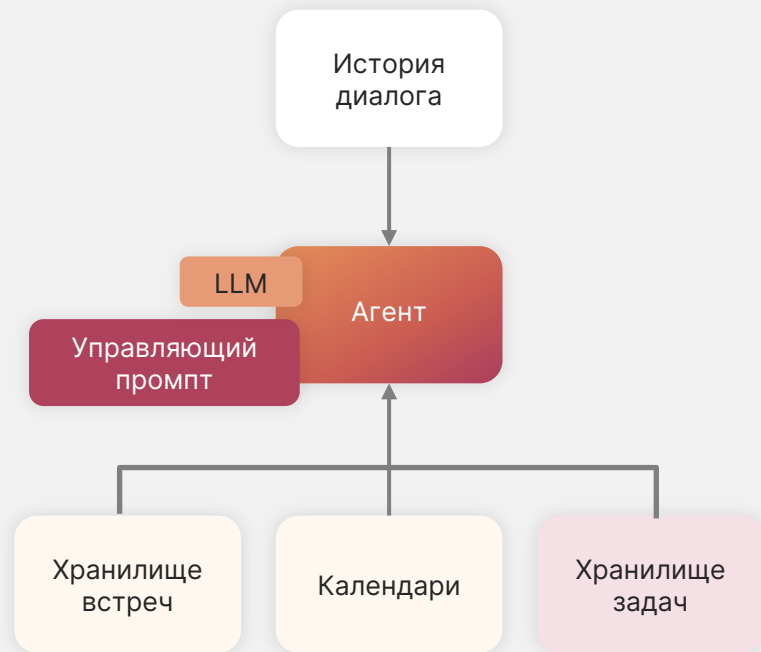 История
диалога
LLM
Агент
Управляющий
промпт
Хранилище
встреч
Календари
Хранилище
задач